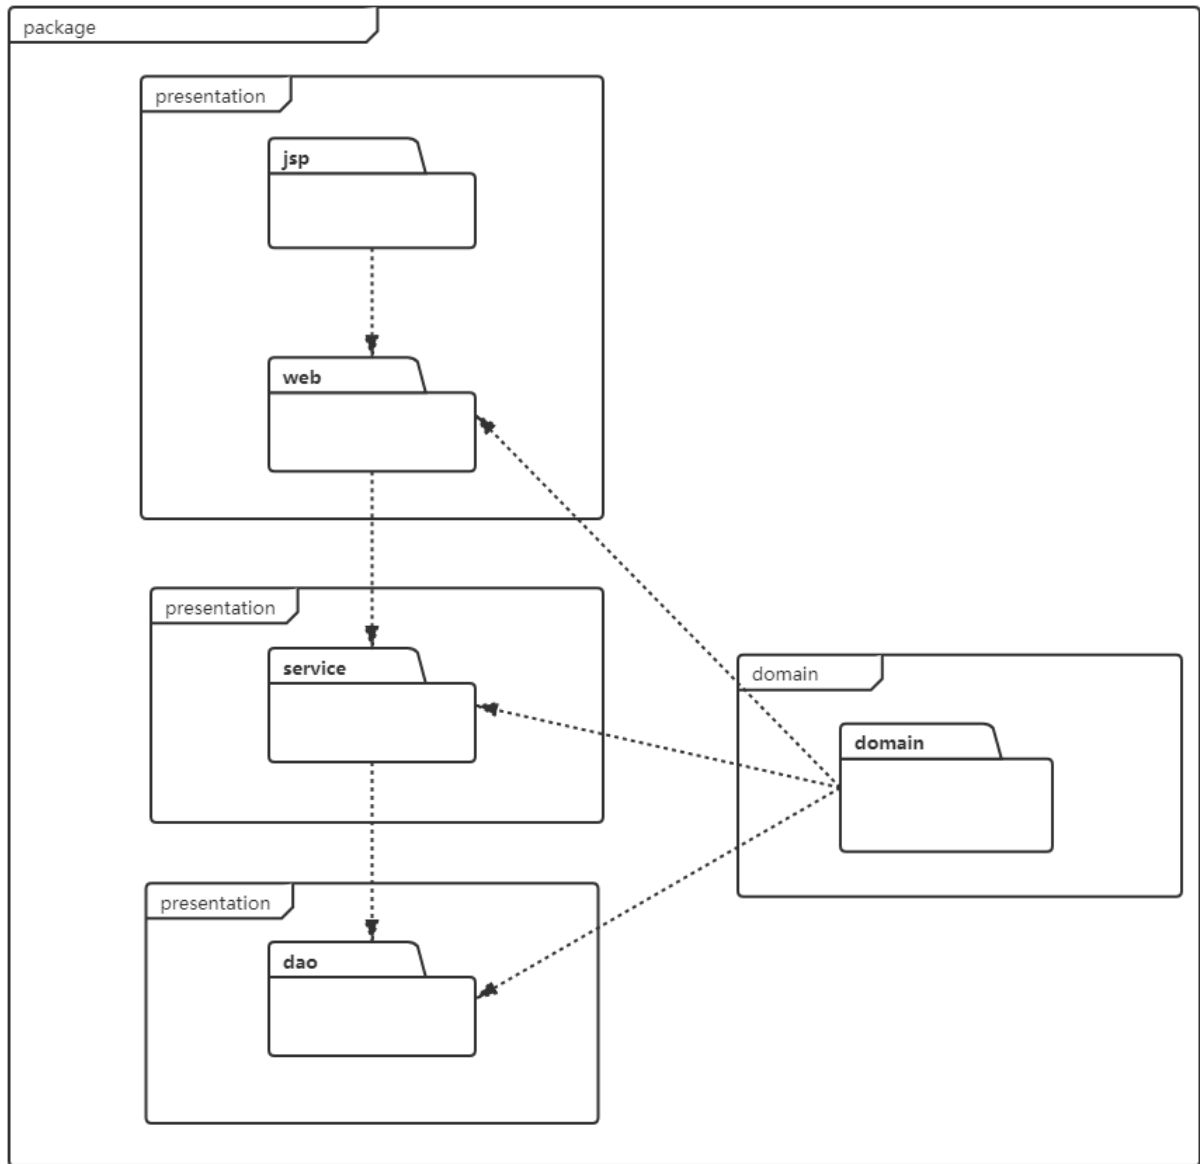 package
presentation
jsp
web
presentation
service
domain
domain
presentation
dao